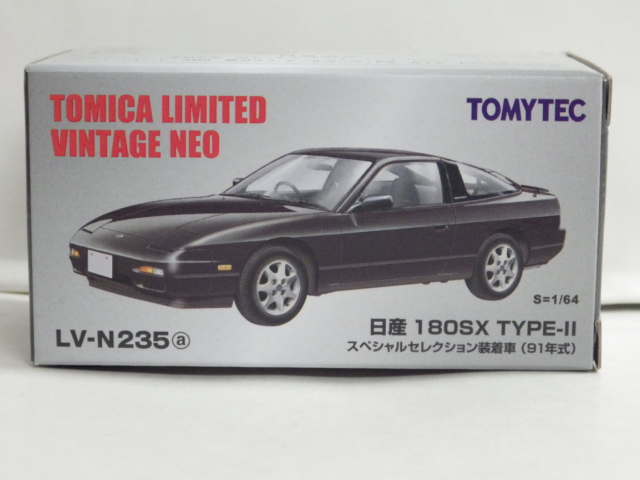 TOMICA LIMITED
VINTAGE NEO
TOMYTEC
S=1/64
LV-N235ⓐ
日産 180SX TYPE-II
スペシャルセレクション装着車 (91年式)